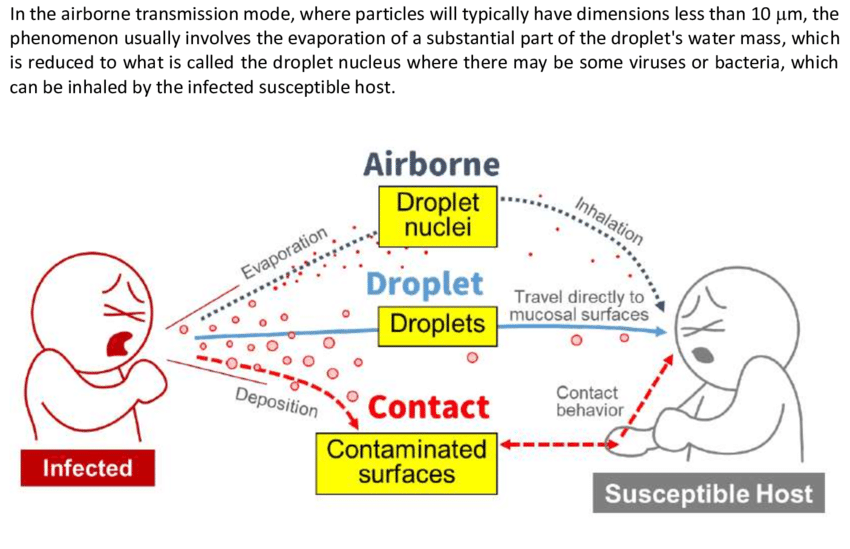 In the airborne transmission mode, where particles will typically have dimensions less than 10 μm, the
phenomenon usually involves the evaporation of a substantial part of the droplet's water mass, which
is reduced to what is called the droplet nucleus where there may be some viruses or bacteria, which
can be inhaled by the infected susceptible host.
Airborne
Droplet
nuclei
Inhalation
Evaporation
Droplet
Droplets
Travel directly to
mucosal surfaces
Deposition
Contact
Contact
behavior
Contaminated
surfaces
Infected
Susceptible Host